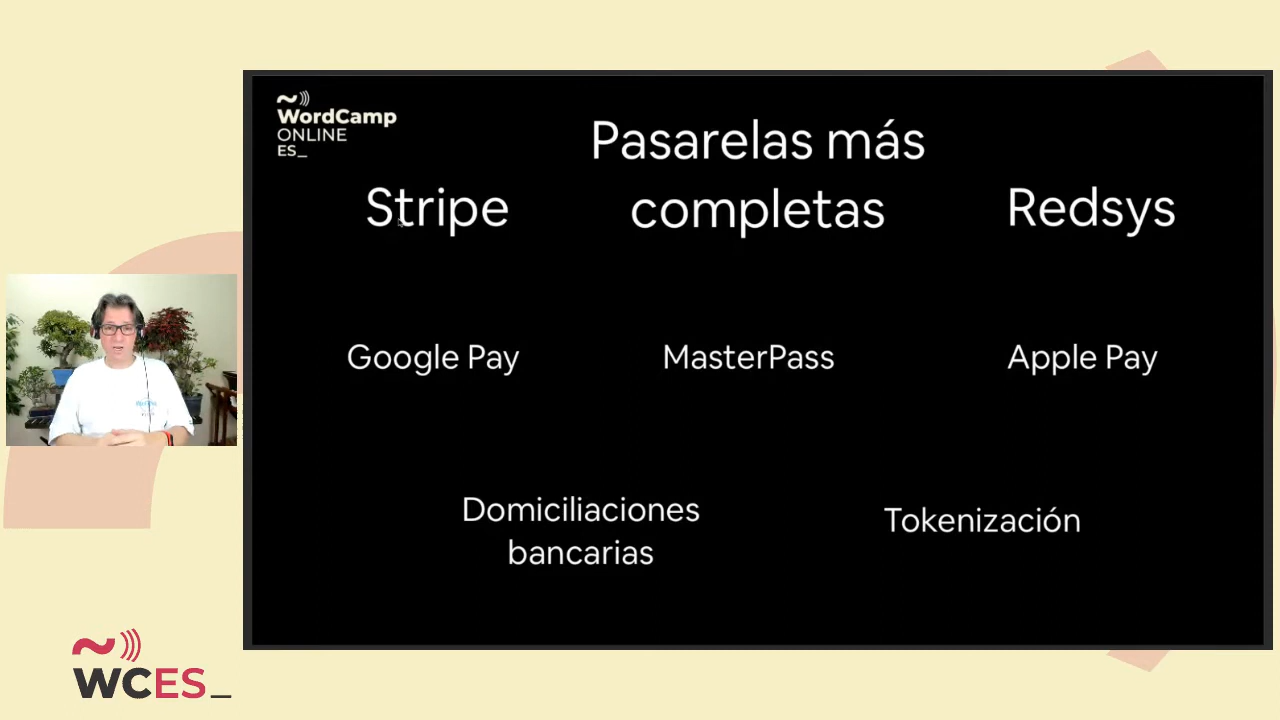 WordCamp
ONLINE
ES_
Pasarelas más
completas
Stripe
Redsys
Google Pay
MasterPass
Apple Pay
Domiciliaciones
bancarias
Tokenización
WCES_